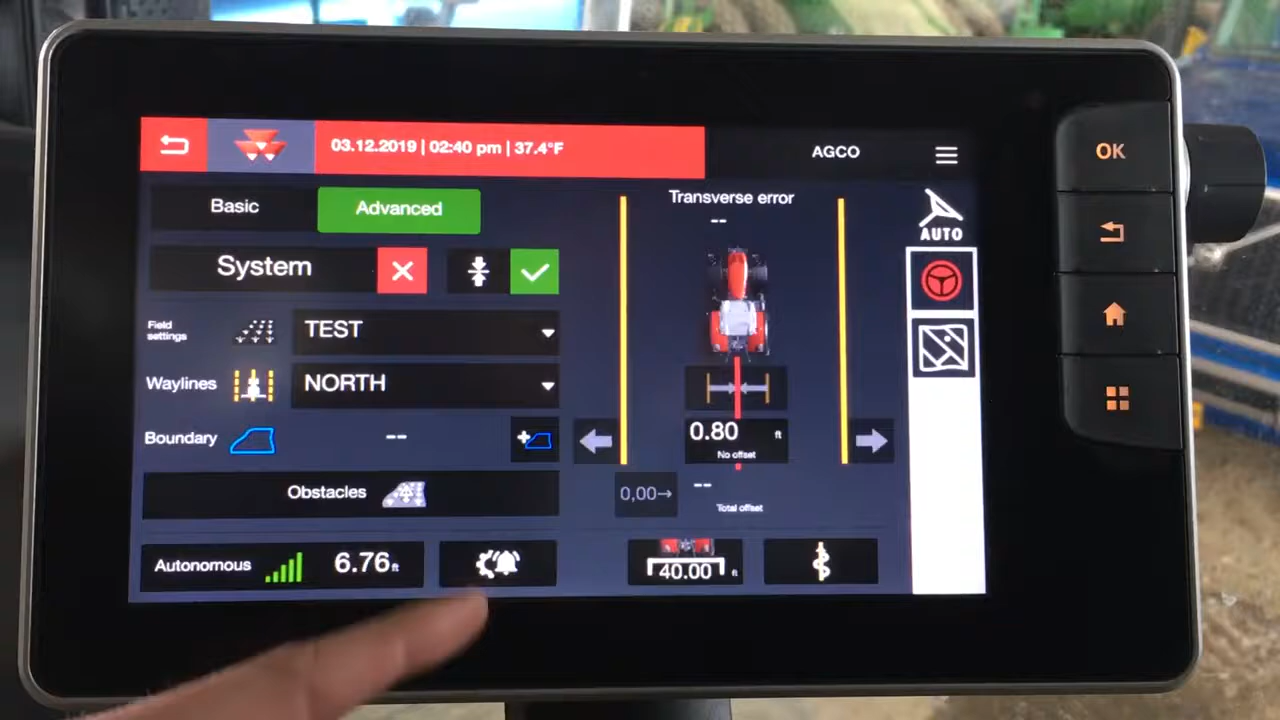 03.12.2019 | 02:40 pm | 37.4°F
AGCO
Basic
Advanced
Transverse error
--
AUTO
System
Field settings
TEST
Waylines
NORTH
Boundary
--
0.80 ft
No offset
Obstacles
0,00→
--
Total offset
Autonomous
6.76 ft
40.00 ft
OK